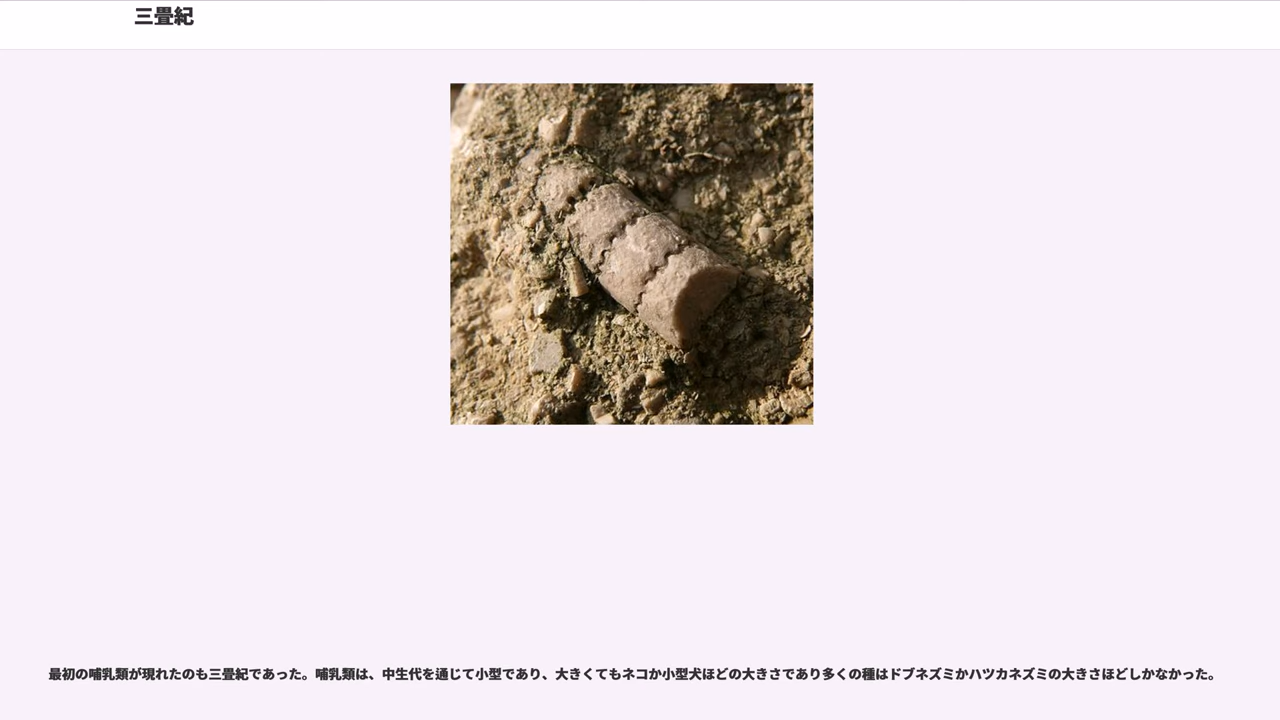 三畳紀
最初の哺乳類が現れたのも三畳紀であった。哺乳類は、中生代を通じて小型であり、大きくてもネコか小型犬ほどの大きさであり多くの種はドブネズミかハツカネズミの大きさほどしかなかった。